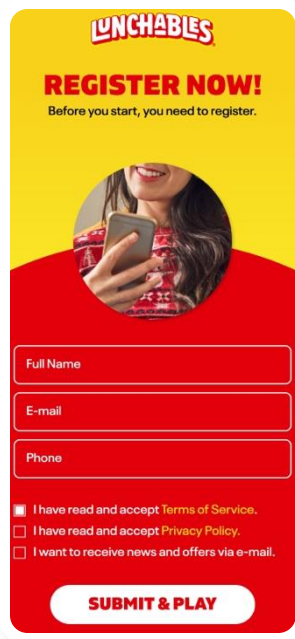 LUNCHABLES
REGISTER NOW!
Before you start, you need to register.
Full Name
E-mail
Phone
I have read and accept Terms of Service.
I have read and accept Privacy Policy.
I want to receive news and offers via e-mail.
SUBMIT & PLAY